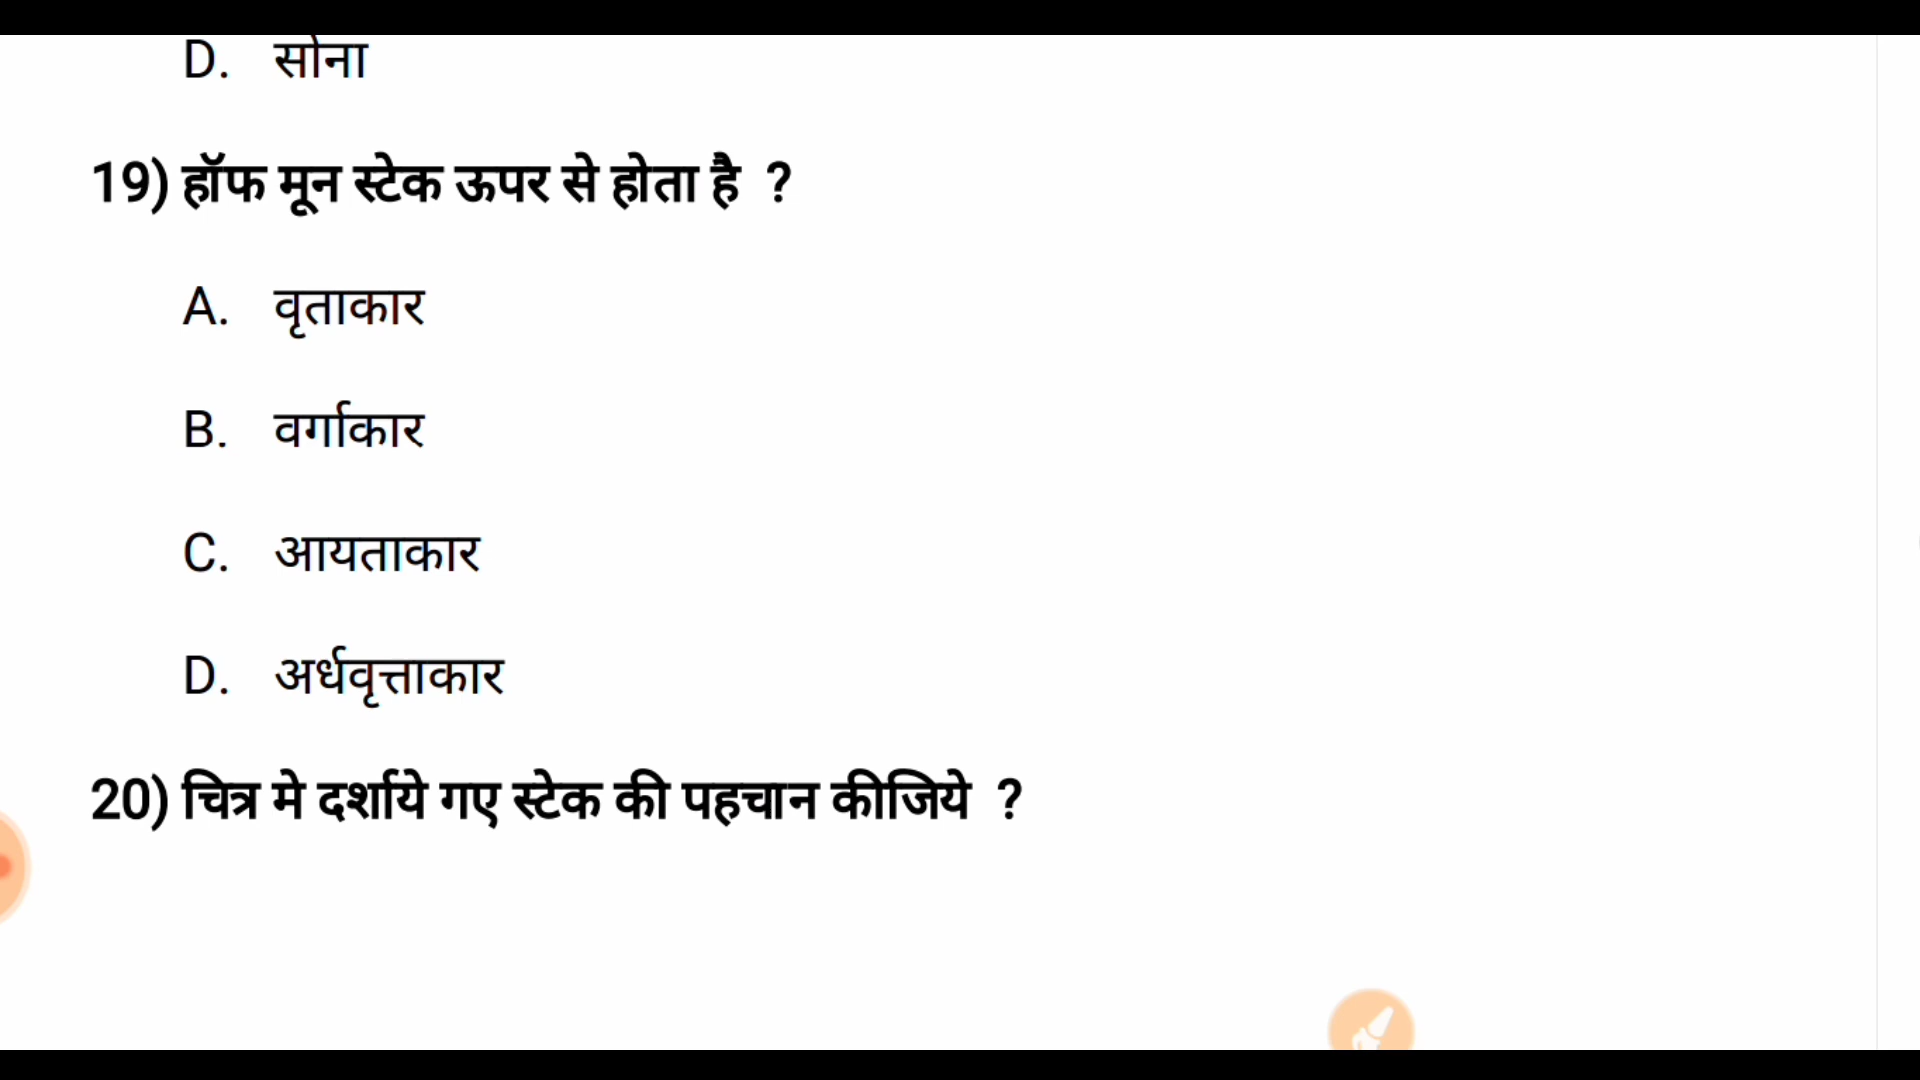 D. सोना
19) हॉफ मून स्टेक ऊपर से होता है ?
A. वृताकार
B. वर्गाकार
C. आयताकार
D. अर्धवृत्ताकार
20) चित्र मे दर्शाये गए स्टेक की पहचान कीजिये ?